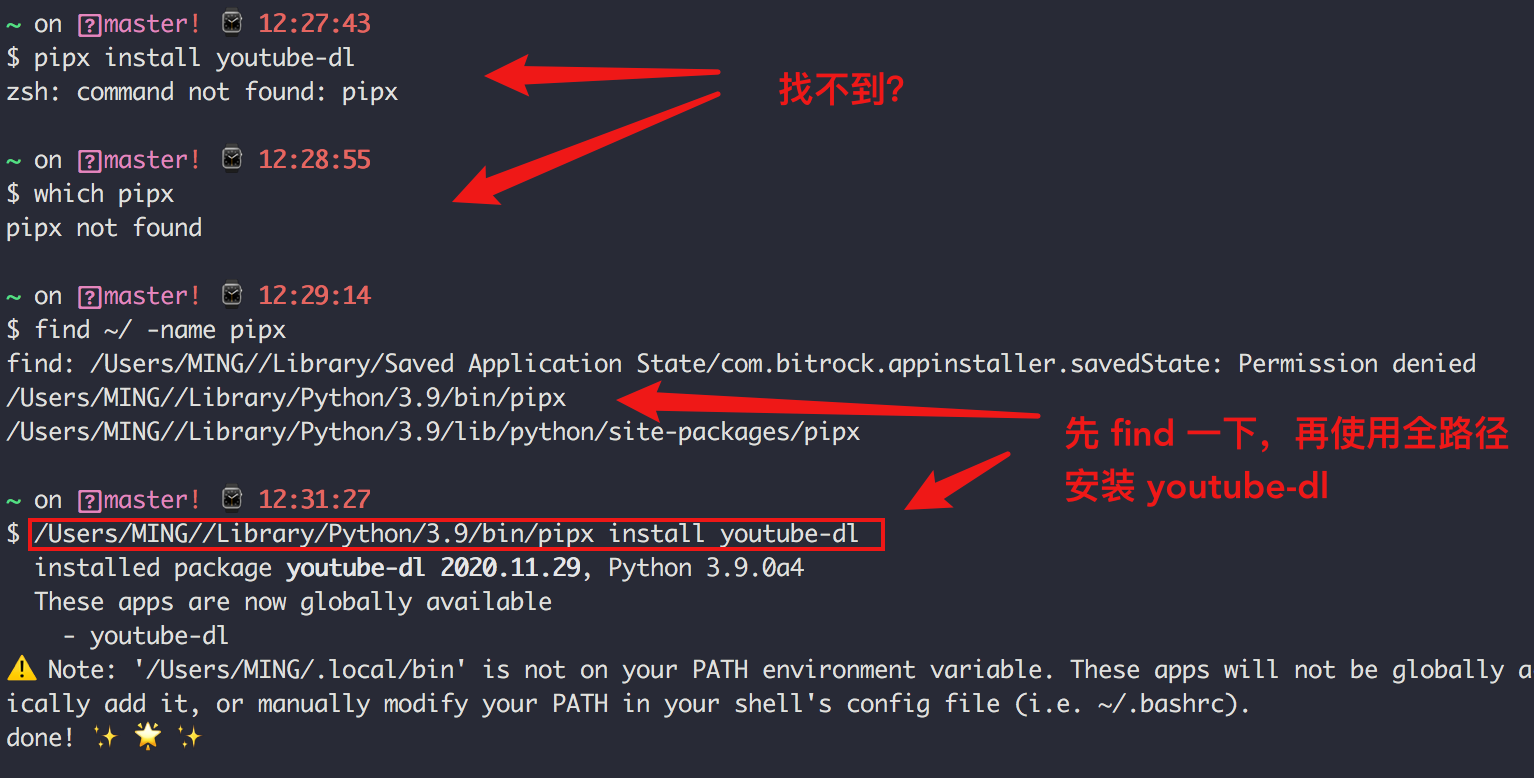 ~ on ?master! 12:27:43
$ pipx install youtube-dl
zsh: command not found: pipx
找不到?
~ on ?master! 12:28:55
$ which pipx
pipx not found
~ on ?master! 12:29:14
$ find ~/ -name pipx
find: /Users/MING//Library/Saved Application State/com.bitrock.appinstaller.savedState: Permission denied
/Users/MING//Library/Python/3.9/bin/pipx
/Users/MING//Library/Python/3.9/lib/python/site-packages/pipx
先 find 一下，再使用全路径
安装 youtube-dl
~ on ?master! 12:31:27
$ /Users/MING//Library/Python/3.9/bin/pipx install youtube-dl
installed package youtube-dl 2020.11.29, Python 3.9.0a4
These apps are now globally available
- youtube-dl
⚠️ Note: '/Users/MING/.local/bin' is not on your PATH environment variable. These apps will not be globally a
ically add it, or manually modify your PATH in your shell's config file (i.e. ~/.bashrc).
done! ✨ 🌟 ✨